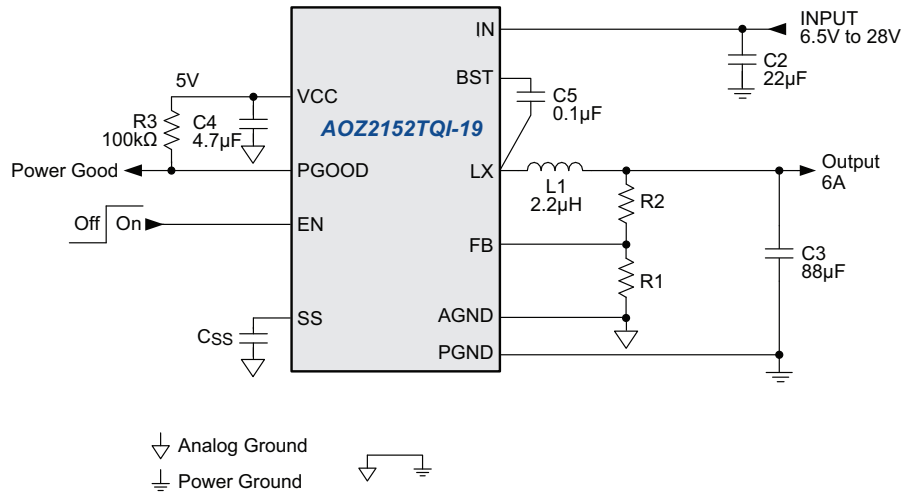 IN
INPUT
6.5V to 28V
C2
22µF
BST
C5
0.1µF
5V
VCC
R3
100kΩ
C4
4.7µF
AOZ2152TQI-19
Power Good
PGOOD
LX
L1
2.2µH
Output
6A
R2
Off
On
EN
FB
R1
C3
88µF
SS
CSS
AGND
PGND
Analog Ground
Power Ground